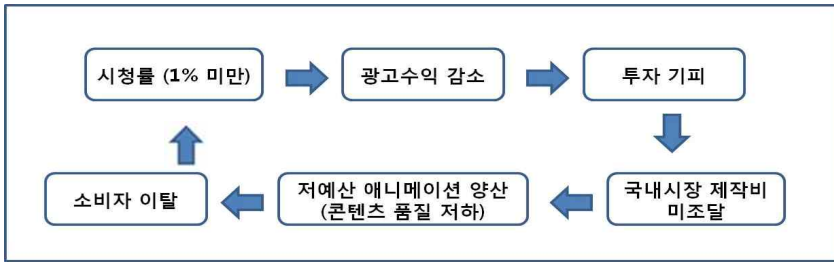 시청률 (1% 미만)
광고수익 감소
투자 기피
국내시장 제작비
미조달
저예산 애니메이션 양산
(콘텐츠 품질 저하)
소비자 이탈